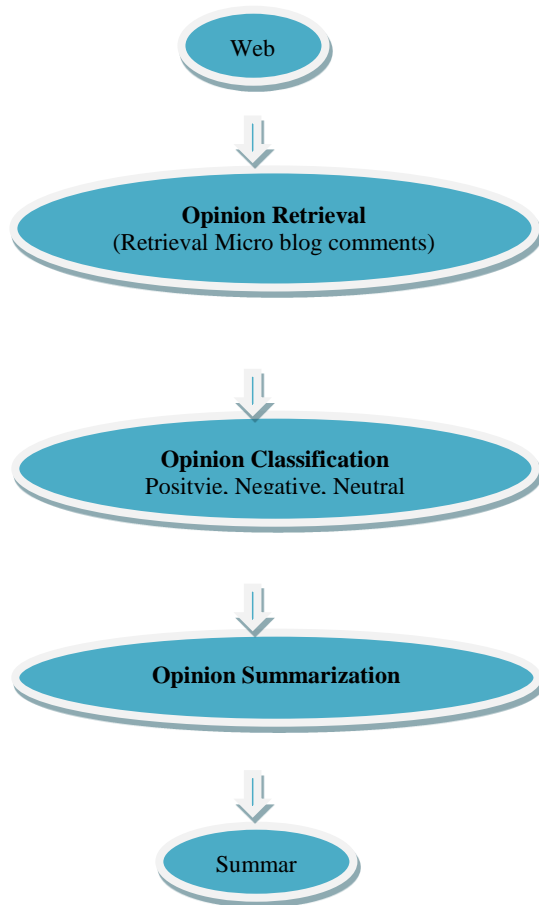 Web
Opinion Retrieval
(Retrieval Micro blog comments)
Opinion Classification
Positvie, Negative, Neutral
Opinion Summarization
Summar